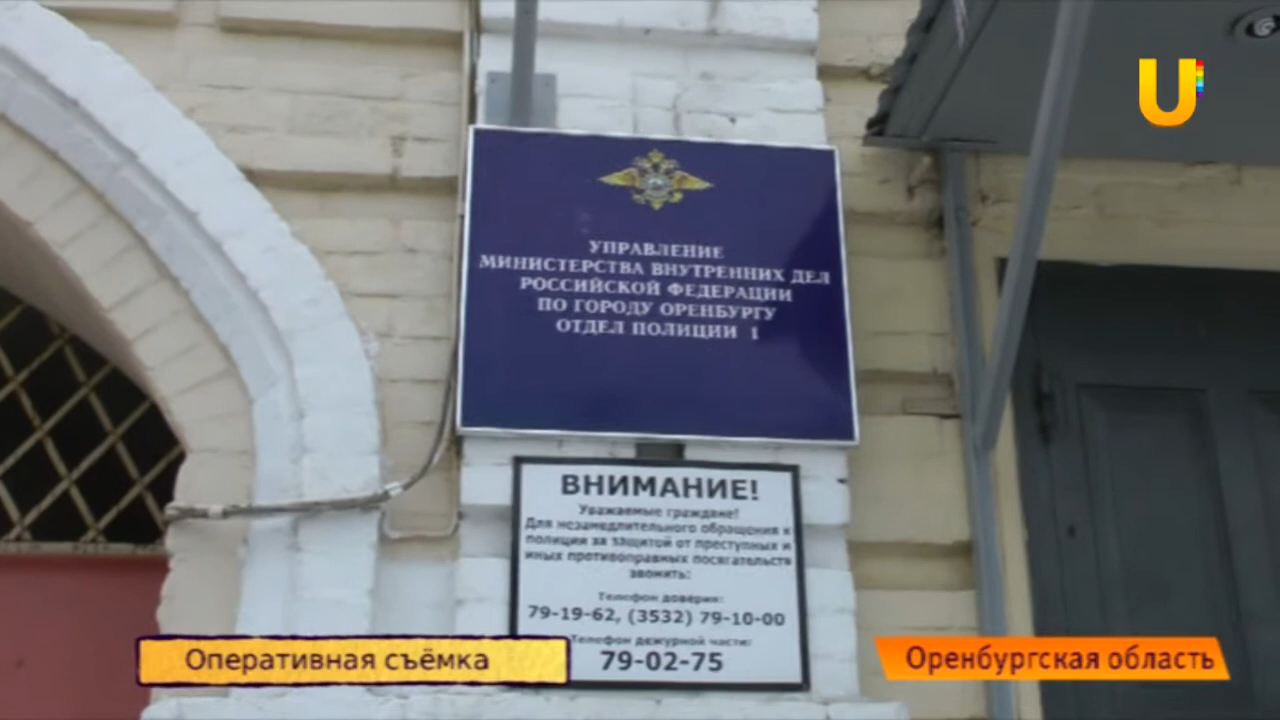 U
УПРАВЛЕНИЕ
МИНИСТЕРСТВА ВНУТРЕННИХ ДЕЛ
РОССИЙСКОЙ ФЕДЕРАЦИИ
ПО ГОРОДУ ОРЕНБУРГУ
ОТДЕЛ ПОЛИЦИИ 1
ВНИМАНИЕ!
Уважаемые граждане!
Для незамедлительного обращения к
полиции за защитой от преступных и
иных противоправных посягательств
звонить:
Телефон доверия:
79-19-62, (3532) 79-10-00
Телефон дежурной части:
79-02-75
Оперативная съёмка
Оренбургская область